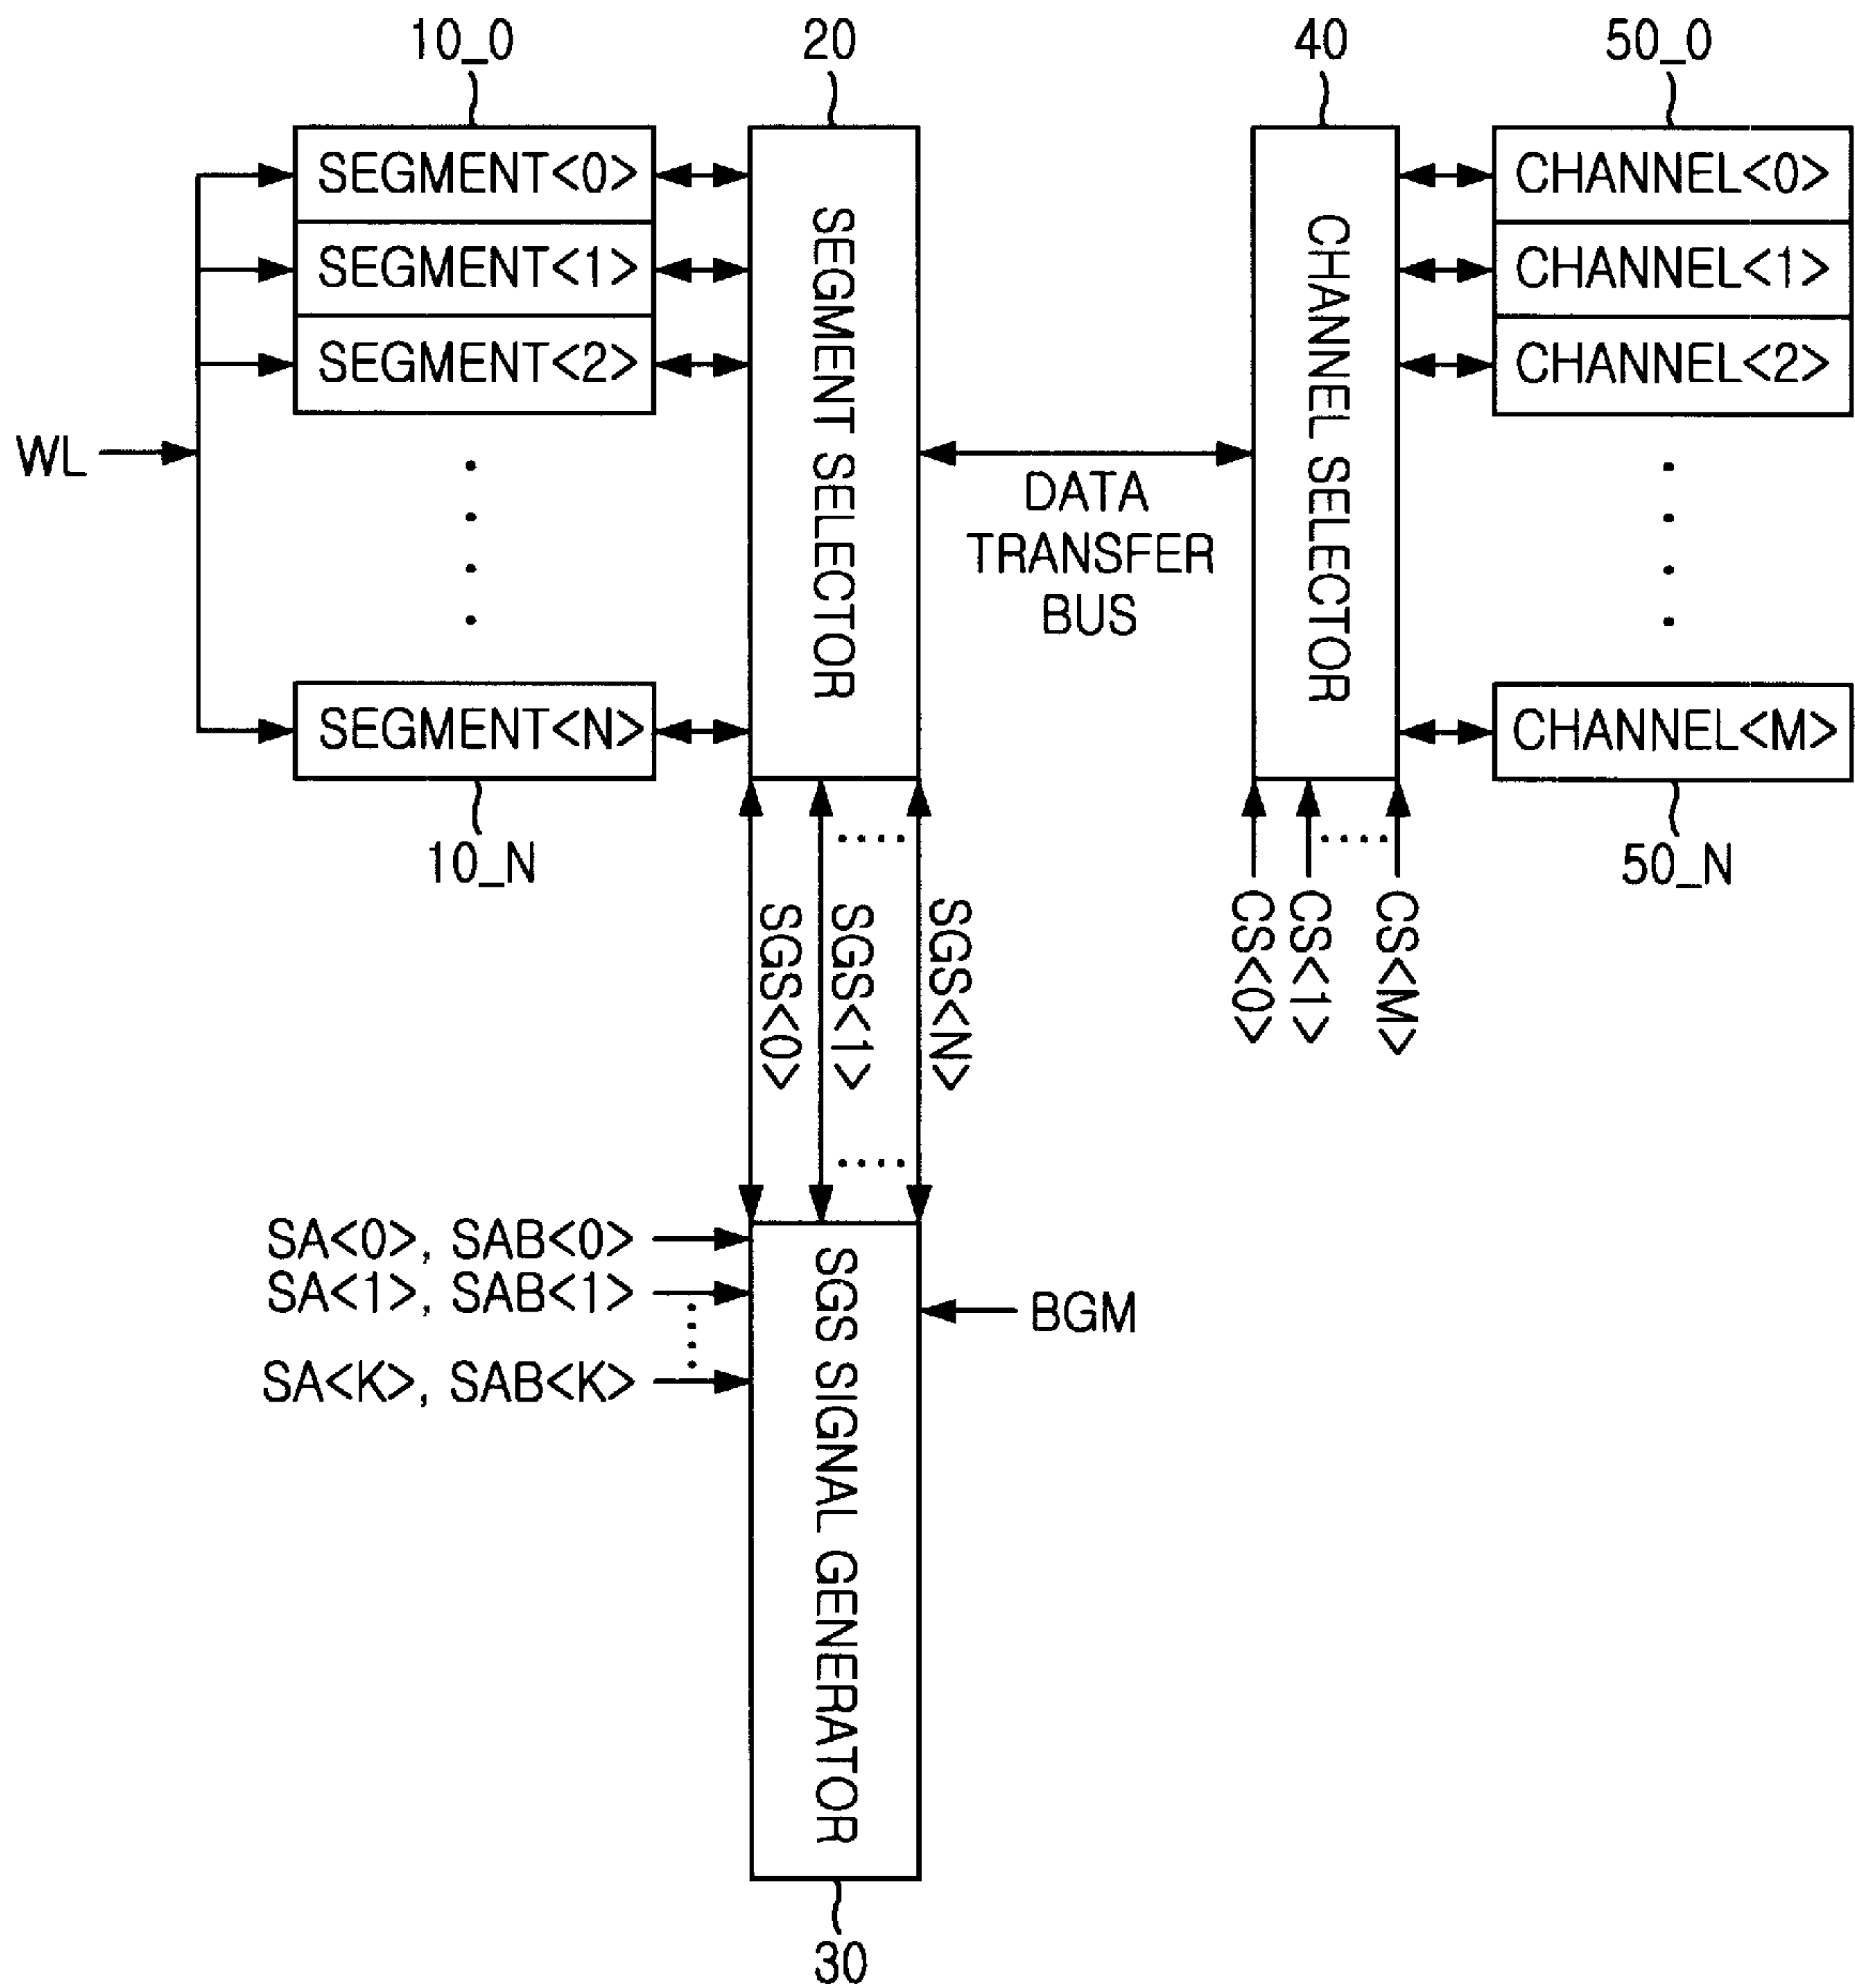 10_0
20
40
50_0
SEGMENT<0>
SEGMENT<1>
SEGMENT<2>
SEGMENT<N>
WL
10_N
SEGMENT SELECTOR
DATA
TRANSFER
BUS
CHANNEL SELECTOR
CHANNEL<0>
CHANNEL<1>
CHANNEL<2>
CHANNEL<M>
50_N
SGS<0>
SGS<1>
SGS<N>
CS<0>
CS<1>
CS<M>
SA<0>, SAB<0>
SA<1>, SAB<1>
SA<K>, SAB<K>
SGS SIGNAL GENERATOR
BGM
30